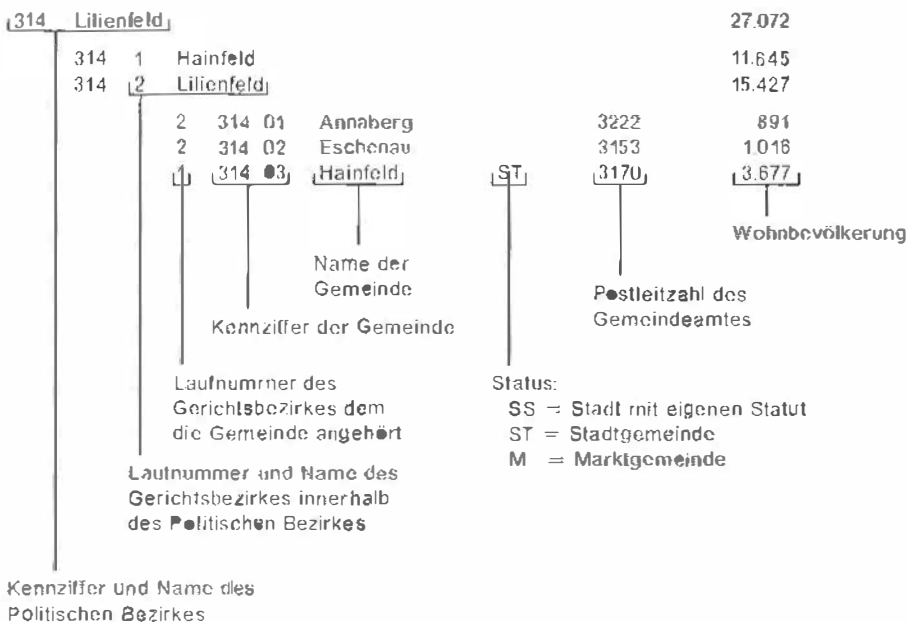 314 Lilienfeld 27.072
314 1 Hainfeld 11.645
314 2 Lilienfeld 15.427
2 314 01 Annaberg 3222 891
2 314 02 Eschenau 3153 1.016
1 314 03 Hainfeld ST 3170 3.677
Wohnbevölkerung
Name der
Gemeinde
Postleitzahl des
Gemeindeamtes
Kennziffer der Gemeinde
Laufnummer des
Gerichtsbezirkes dem
die Gemeinde angehört
Status:
SS = Stadt mit eigenen Statut
ST = Stadtgemeinde
M = Marktgemeinde
Laufnummer und Name des
Gerichtsbezirkes innerhalb
des Politischen Bezirkes
Kennziffer und Name des
Politischen Bezirkes